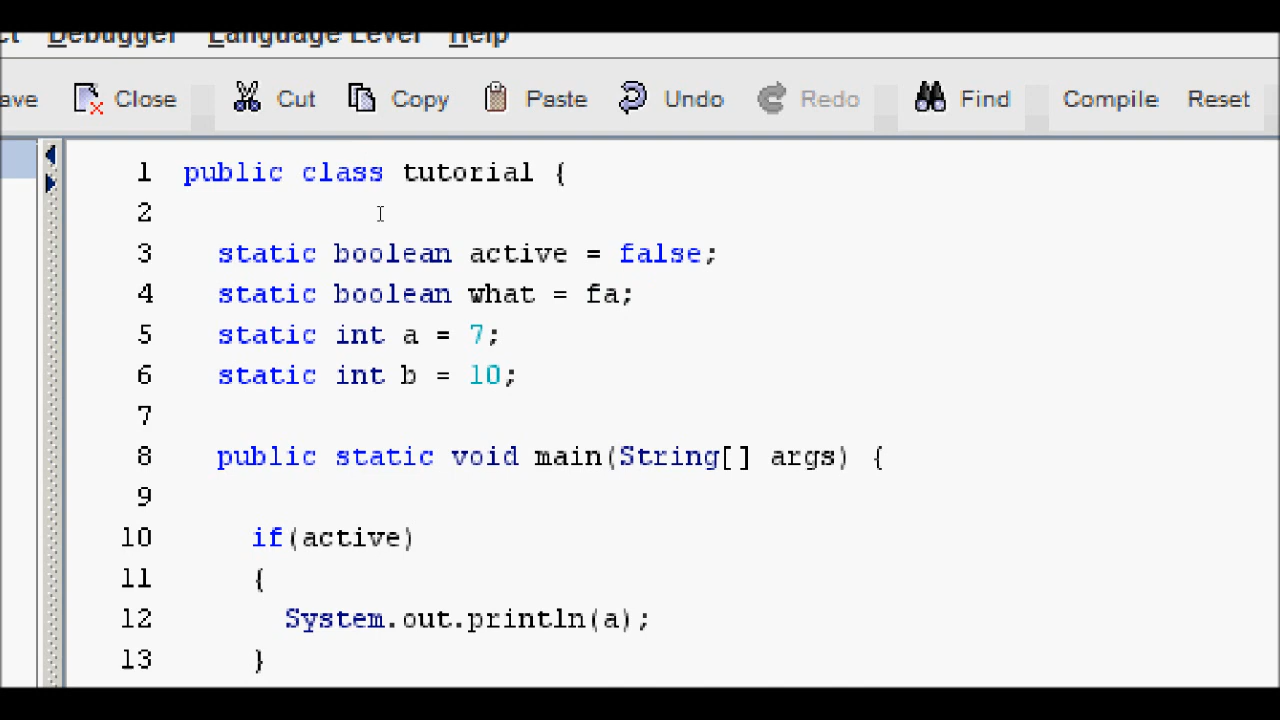 Debugger Language Level Help
Close Cut Copy Paste Undo Redo Find Compile Reset
1 public class tutorial {
2
3 static boolean active = false;
4 static boolean what = fa;
5 static int a = 7;
6 static int b = 10;
7
8 public static void main(String[] args) {
9
10 if(active)
11 {
12 System.out.println(a);
13 }